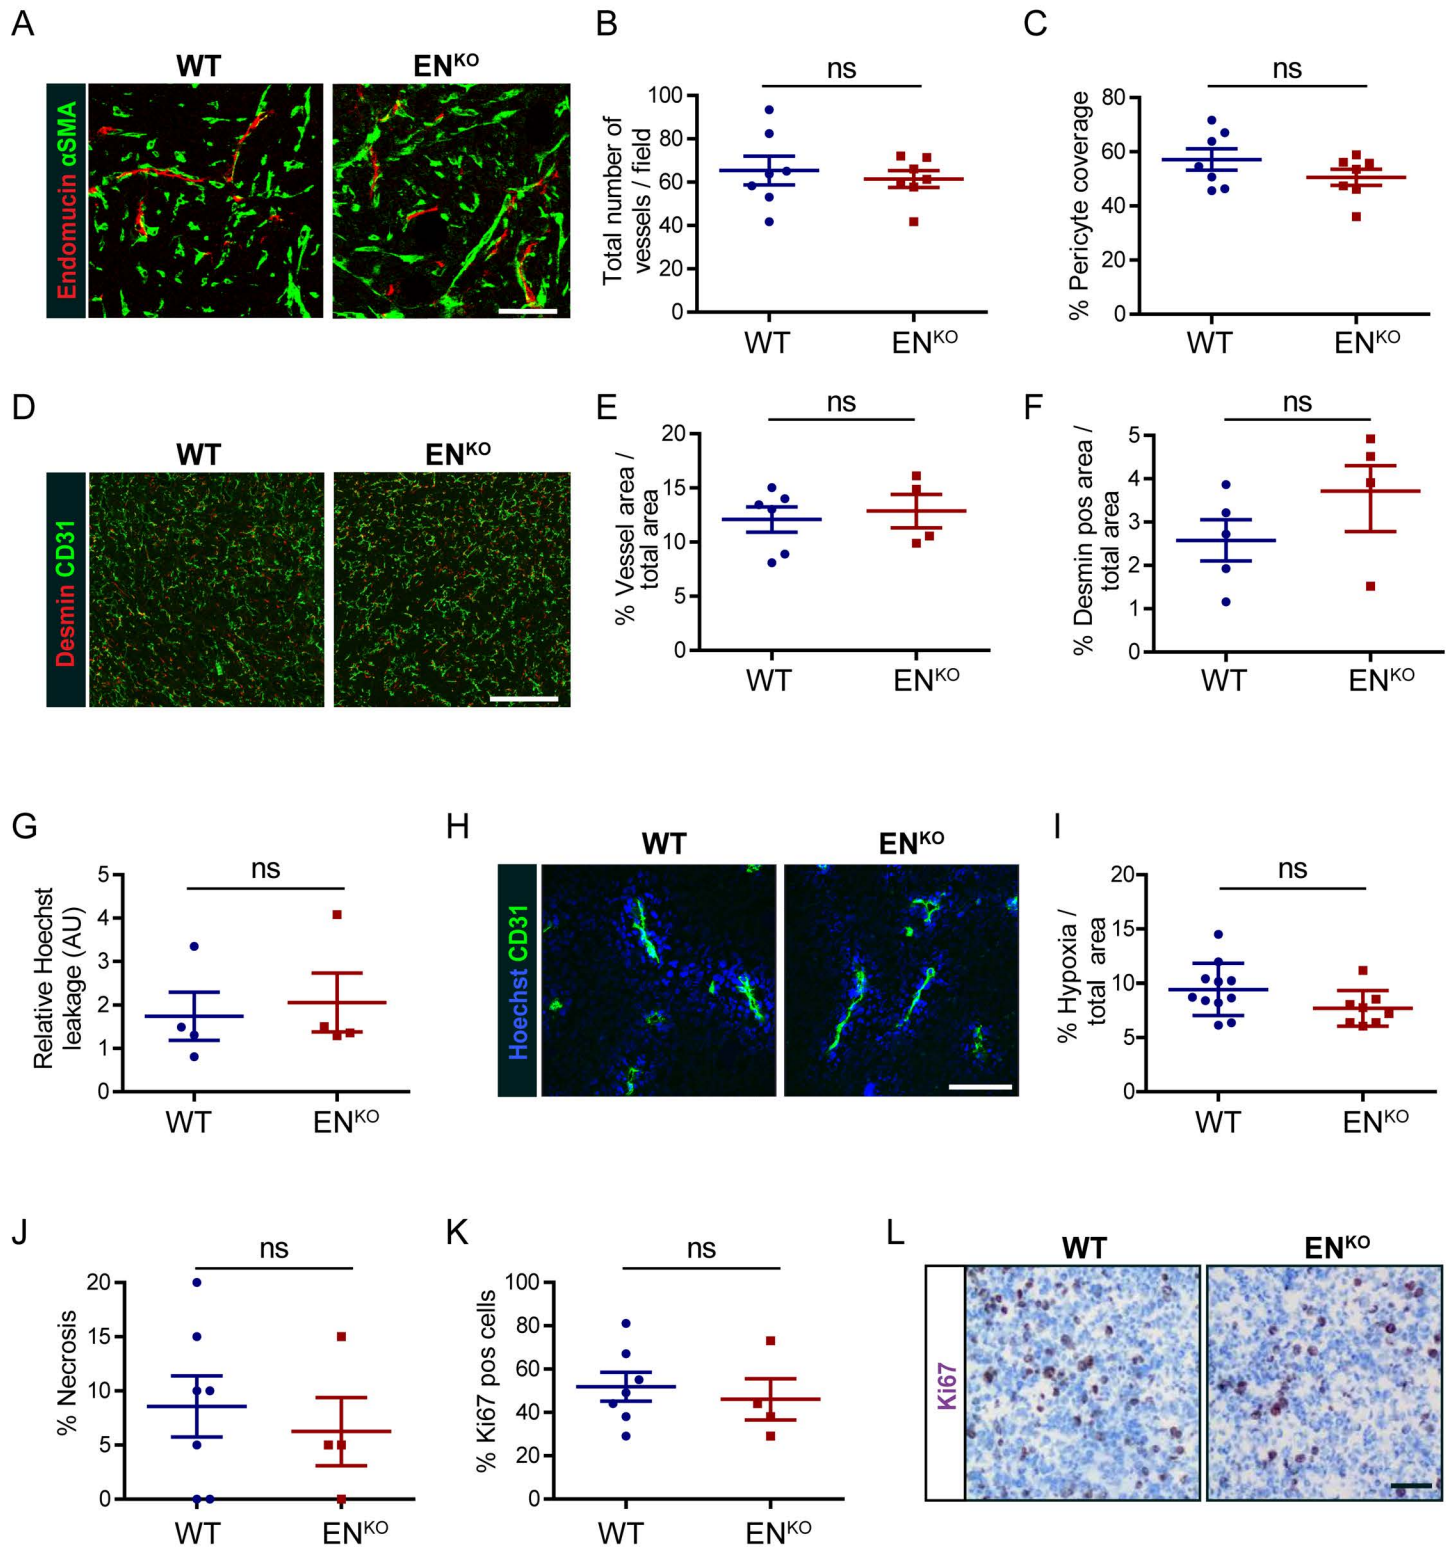 A
WT
EN^KO
Endomucin αSMA
B
ns
Total number of
vessels / field
100
80
60
40
20
0
WT
EN^KO
C
ns
% Pericyte coverage
80
60
40
20
0
WT
EN^KO
D
WT
EN^KO
Desmin CD31
E
ns
% Vessel area /
total area
20
15
10
5
0
WT
EN^KO
F
ns
% Desmin pos area /
total area
5
4
3
2
1
0
WT
EN^KO
G
ns
Relative Hoechst
leakage (AU)
5
4
3
2
1
0
WT
EN^KO
H
WT
EN^KO
Hoechst CD31
I
ns
% Hypoxia /
total area
20
15
10
5
0
WT
EN^KO
J
ns
% Necrosis
20
15
10
5
0
WT
EN^KO
K
ns
% Ki67 pos cells
100
80
60
40
20
0
WT
EN^KO
L
WT
EN^KO
Ki67